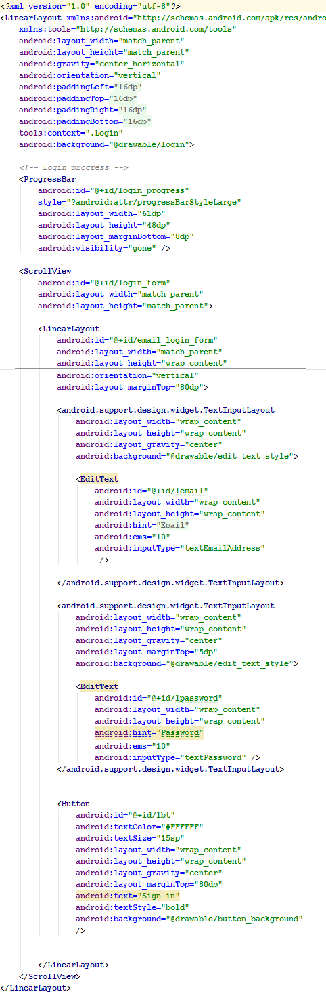 <?xml version="1.0" encoding="utf-8"?>
<LinearLayout xmlns:android="http://schemas.android.com/apk/res/andro
    xmlns:tools="http://schemas.android.com/tools"
    android:layout_width="match_parent"
    android:layout_height="match_parent"
    android:gravity="center_horizontal"
    android:orientation="vertical"
    android:paddingLeft="16dp"
    android:paddingTop="16dp"
    android:paddingRight="16dp"
    android:paddingBottom="16dp"
    tools:context=".Login"
    android:background="@drawable/login">

    <!-- Login progress -->
    <ProgressBar
        android:id="@+id/login_progress"
        style="?android:attr/progressBarStyleLarge"
        android:layout_width="61dp"
        android:layout_height="48dp"
        android:layout_marginBottom="8dp"
        android:visibility="gone" />

    <ScrollView
        android:id="@+id/login_form"
        android:layout_width="match_parent"
        android:layout_height="match_parent">

        <LinearLayout
            android:id="@+id/email_login_form"
            android:layout_width="match_parent"
            android:layout_height="wrap_content"
            android:orientation="vertical"
            android:layout_marginTop="80dp">

            <android.support.design.widget.TextInputLayout
                android:layout_width="wrap_content"
                android:layout_height="wrap_content"
                android:layout_gravity="center"
                android:background="@drawable/edit_text_style">

                <EditText
                    android:id="@+id/lemail"
                    android:layout_width="wrap_content"
                    android:layout_height="wrap_content"
                    android:hint="Email"
                    android:ems="10"
                    android:inputType="textEmailAddress"
                     />

            </android.support.design.widget.TextInputLayout>

            <android.support.design.widget.TextInputLayout
                android:layout_width="wrap_content"
                android:layout_height="wrap_content"
                android:layout_gravity="center"
                android:layout_marginTop="5dp"
                android:background="@drawable/edit_text_style">

                <EditText
                    android:id="@+id/lpassword"
                    android:layout_width="wrap_content"
                    android:layout_height="wrap_content"
                    android:hint="Password"
                    android:ems="10"
                    android:inputType="textPassword" />
            </android.support.design.widget.TextInputLayout>


            <Button
                android:id="@+id/lbt"
                android:textColor="#FFFFFF"
                android:textSize="15sp"
                android:layout_width="wrap_content"
                android:layout_height="wrap_content"
                android:layout_gravity="center"
                android:layout_marginTop="80dp"
                android:text="Sign in"
                android:textStyle="bold"
                android:background="@drawable/button_background"
                />


        </LinearLayout>
    </ScrollView>
</LinearLayout>